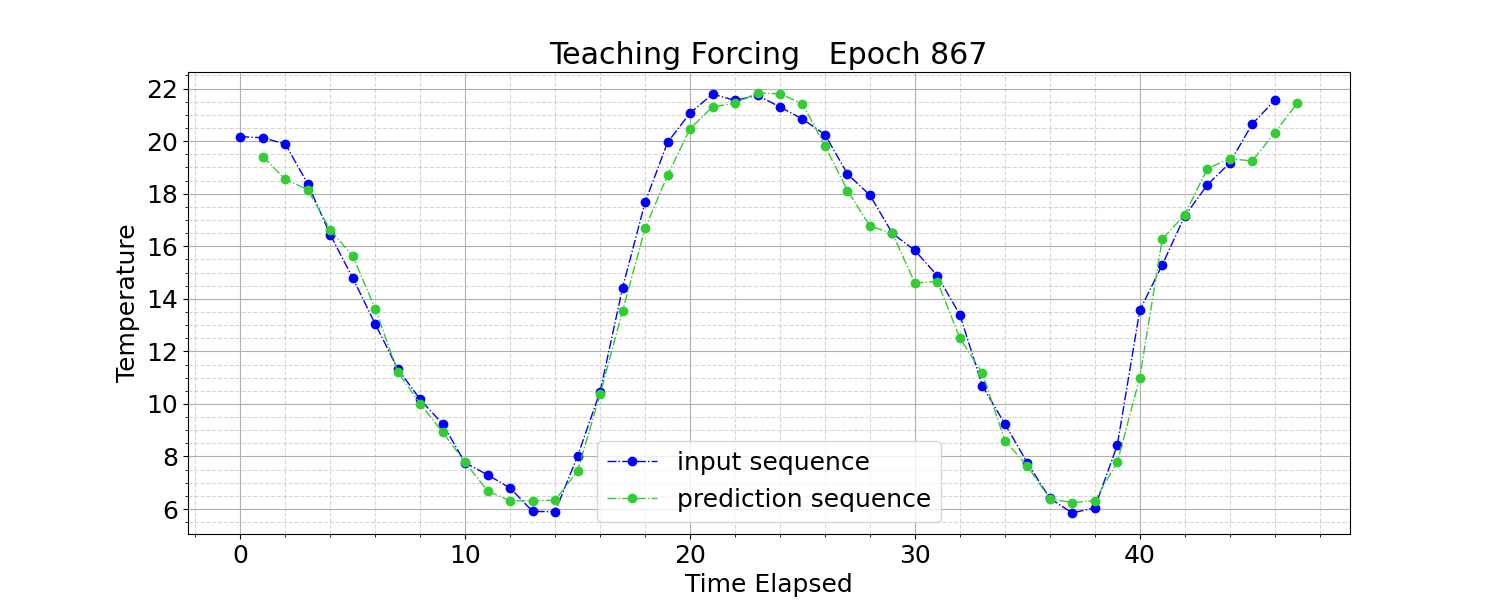 Teaching Forcing   Epoch 867
22
20
18
16
14
12
10
8
6
Temperature
input sequence
prediction sequence
0 10 20 30 40
Time Elapsed